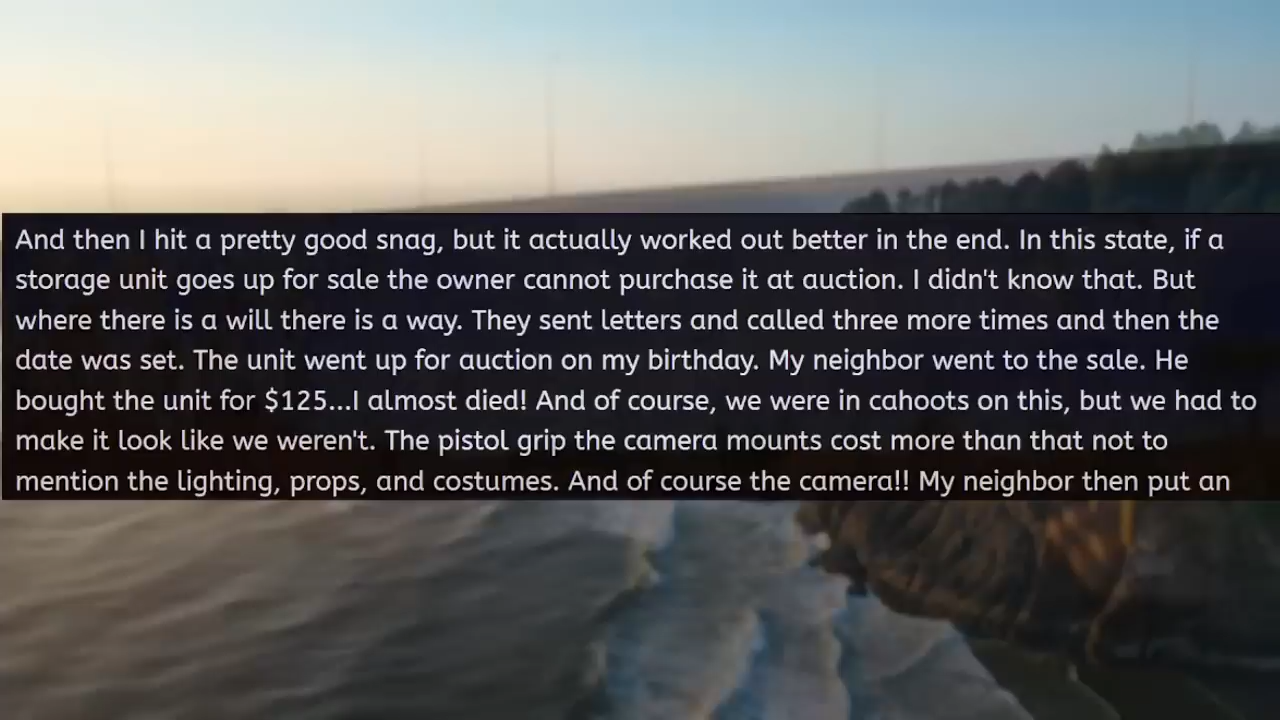 And then I hit a pretty good snag, but it actually worked out better in the end. In this state, if a
storage unit goes up for sale the owner cannot purchase it at auction. I didn't know that. But
where there is a will there is a way. They sent letters and called three more times and then the
date was set. The unit went up for auction on my birthday. My neighbor went to the sale. He
bought the unit for $125...I almost died! And of course, we were in cahoots on this, but we had to
make it look like we weren't. The pistol grip the camera mounts cost more than that not to
mention the lighting, props, and costumes. And of course the camera!! My neighbor then put an